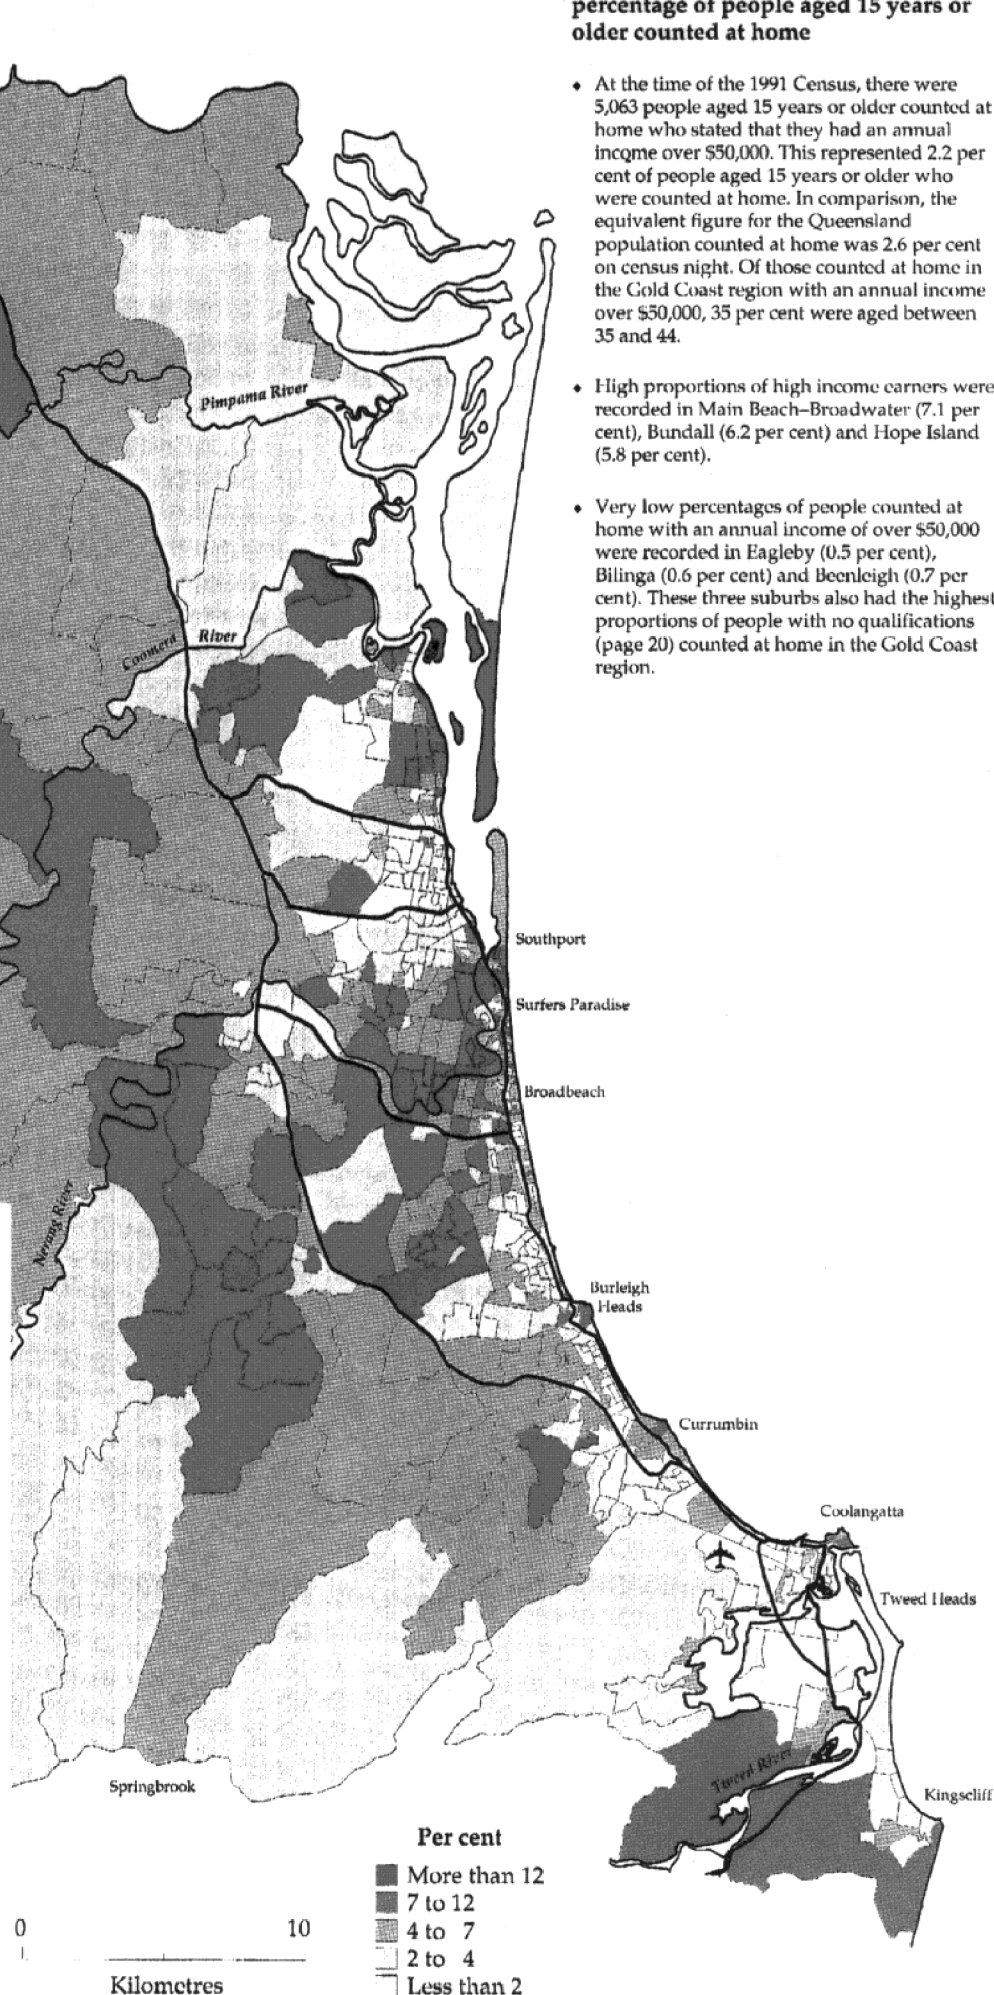 percentage of people aged 15 years or
older counted at home
♦ At the time of the 1991 Census, there were
5,063 people aged 15 years or older counted at
home who stated that they had an annual
income over $50,000. This represented 2.2 per
cent of people aged 15 years or older who
were counted at home. In comparison, the
equivalent figure for the Queensland
population counted at home was 2.6 per cent
on census night. Of those counted at home in
the Gold Coast region with an annual income
over $50,000, 35 per cent were aged between
35 and 44.
♦ High proportions of high income earners were
recorded in Main Beach–Broadwater (7.1 per
cent), Bundall (6.2 per cent) and Hope Island
(5.8 per cent).
♦ Very low percentages of people counted at
home with an annual income of over $50,000
were recorded in Eagleby (0.5 per cent),
Bilinga (0.6 per cent) and Beenleigh (0.7 per
cent). These three suburbs also had the highest
proportions of people with no qualifications
(page 20) counted at home in the Gold Coast
region.
Pimpama River
Coomera River
Southport
Surfers Paradise
Broadbeach
Nerang River
Burleigh
Heads
Currumbin
Coolangatta
Tweed Heads
Tweed River
Kingscliff
Springbrook
Per cent
More than 12
7 to 12
4 to 7
2 to 4
Less than 2
0 10
Kilometres